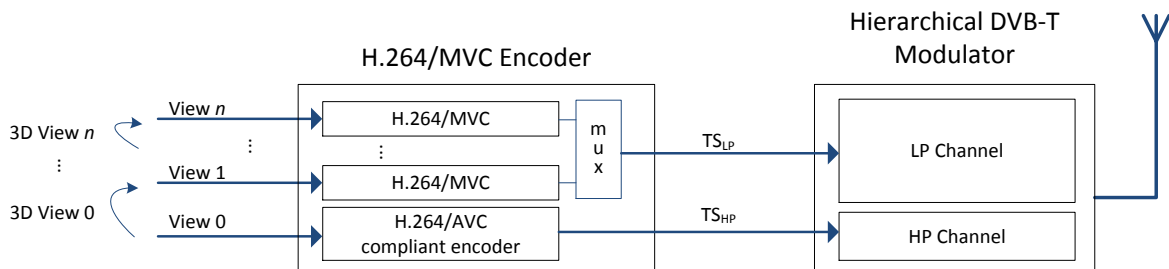 Hierarchical DVB-T
Modulator
H.264/MVC Encoder
View n
H.264/MVC
3D View n
...
...
...
mux
TSLP
LP Channel
View 1
H.264/MVC
3D View 0
View 0
H.264/AVC
compliant encoder
TSHP
HP Channel